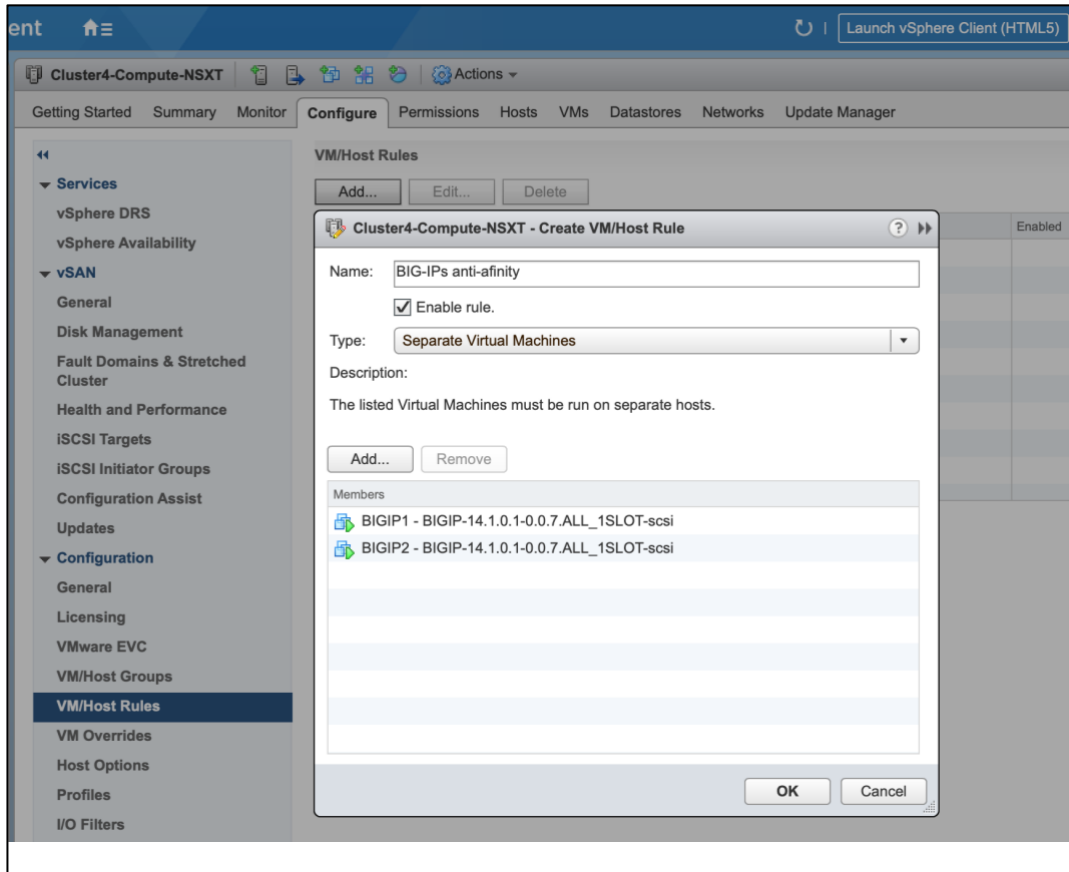 ent
Launch vSphere Client (HTML5)
Cluster4-Compute-NSXT
Actions
Getting Started Summary Monitor Configure Permissions Hosts VMs Datastores Networks Update Manager
Services
vSphere DRS
vSphere Availability
vSAN
General
Disk Management
Fault Domains & Stretched
Cluster
Health and Performance
iSCSI Targets
iSCSI Initiator Groups
Configuration Assist
Updates
Configuration
General
Licensing
VMware EVC
VM/Host Groups
VM/Host Rules
VM Overrides
Host Options
Profiles
I/O Filters
VM/Host Rules
Add... Edit... Delete
Enabled
Cluster4-Compute-NSXT - Create VM/Host Rule
Name: BIG-IPs anti-afinity
Enable rule.
Type: Separate Virtual Machines
Description:
The listed Virtual Machines must be run on separate hosts.
Add... Remove
Members
BIGIP1 - BIGIP-14.1.0.1-0.0.7.ALL_1SLOT-scsi
BIGIP2 - BIGIP-14.1.0.1-0.0.7.ALL_1SLOT-scsi
OK Cancel